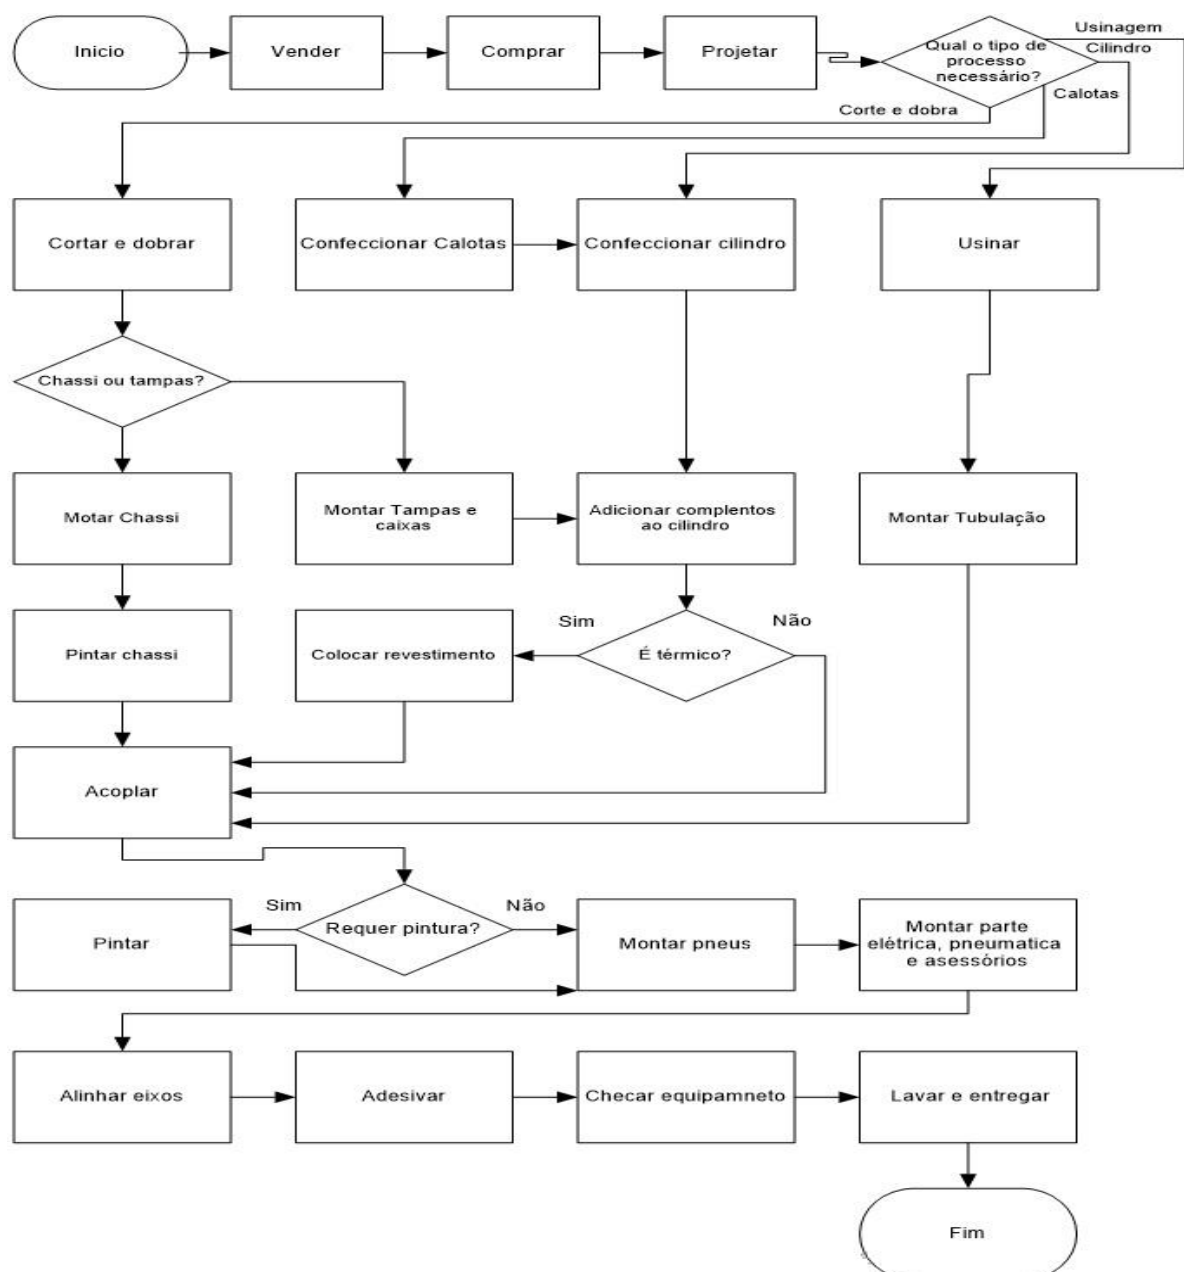 Inicio
Vender
Comprar
Projetar
Qual o tipo de
processo
necessário?
Usinagem
Cilindro
Calotas
Corte e dobra
Cortar e dobrar
Confeccionar Calotas
Confeccionar cilindro
Usinar
Chassi ou tampas?
Motar Chassi
Montar Tampas e
caixas
Adicionar complentos
ao cilindro
Montar Tubulação
Pintar chassi
Colocar revestimento
Sim
É térmico?
Não
Acoplar
Pintar
Sim
Requer pintura?
Não
Montar pneus
Montar parte
elétrica, pneumatica
e asessórios
Alinhar eixos
Adesivar
Checar equipamneto
Lavar e entregar
Fim